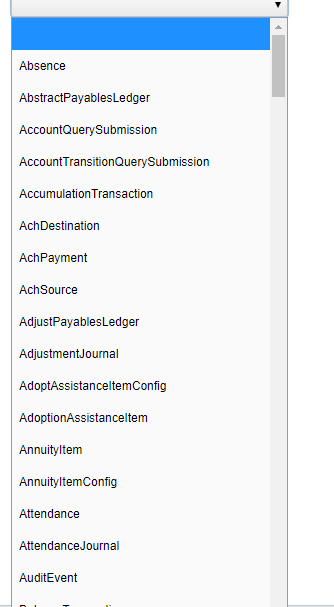 Absence
AbstractPayablesLedger
AccountQuerySubmission
AccountTransitionQuerySubmission
AccumulationTransaction
AchDestination
AchPayment
AchSource
AdjustPayablesLedger
AdjustmentJournal
AdoptAssistanceItemConfig
AdoptionAssistanceItem
AnnuityItem
AnnuityItemConfig
Attendance
AttendanceJournal
AuditEvent